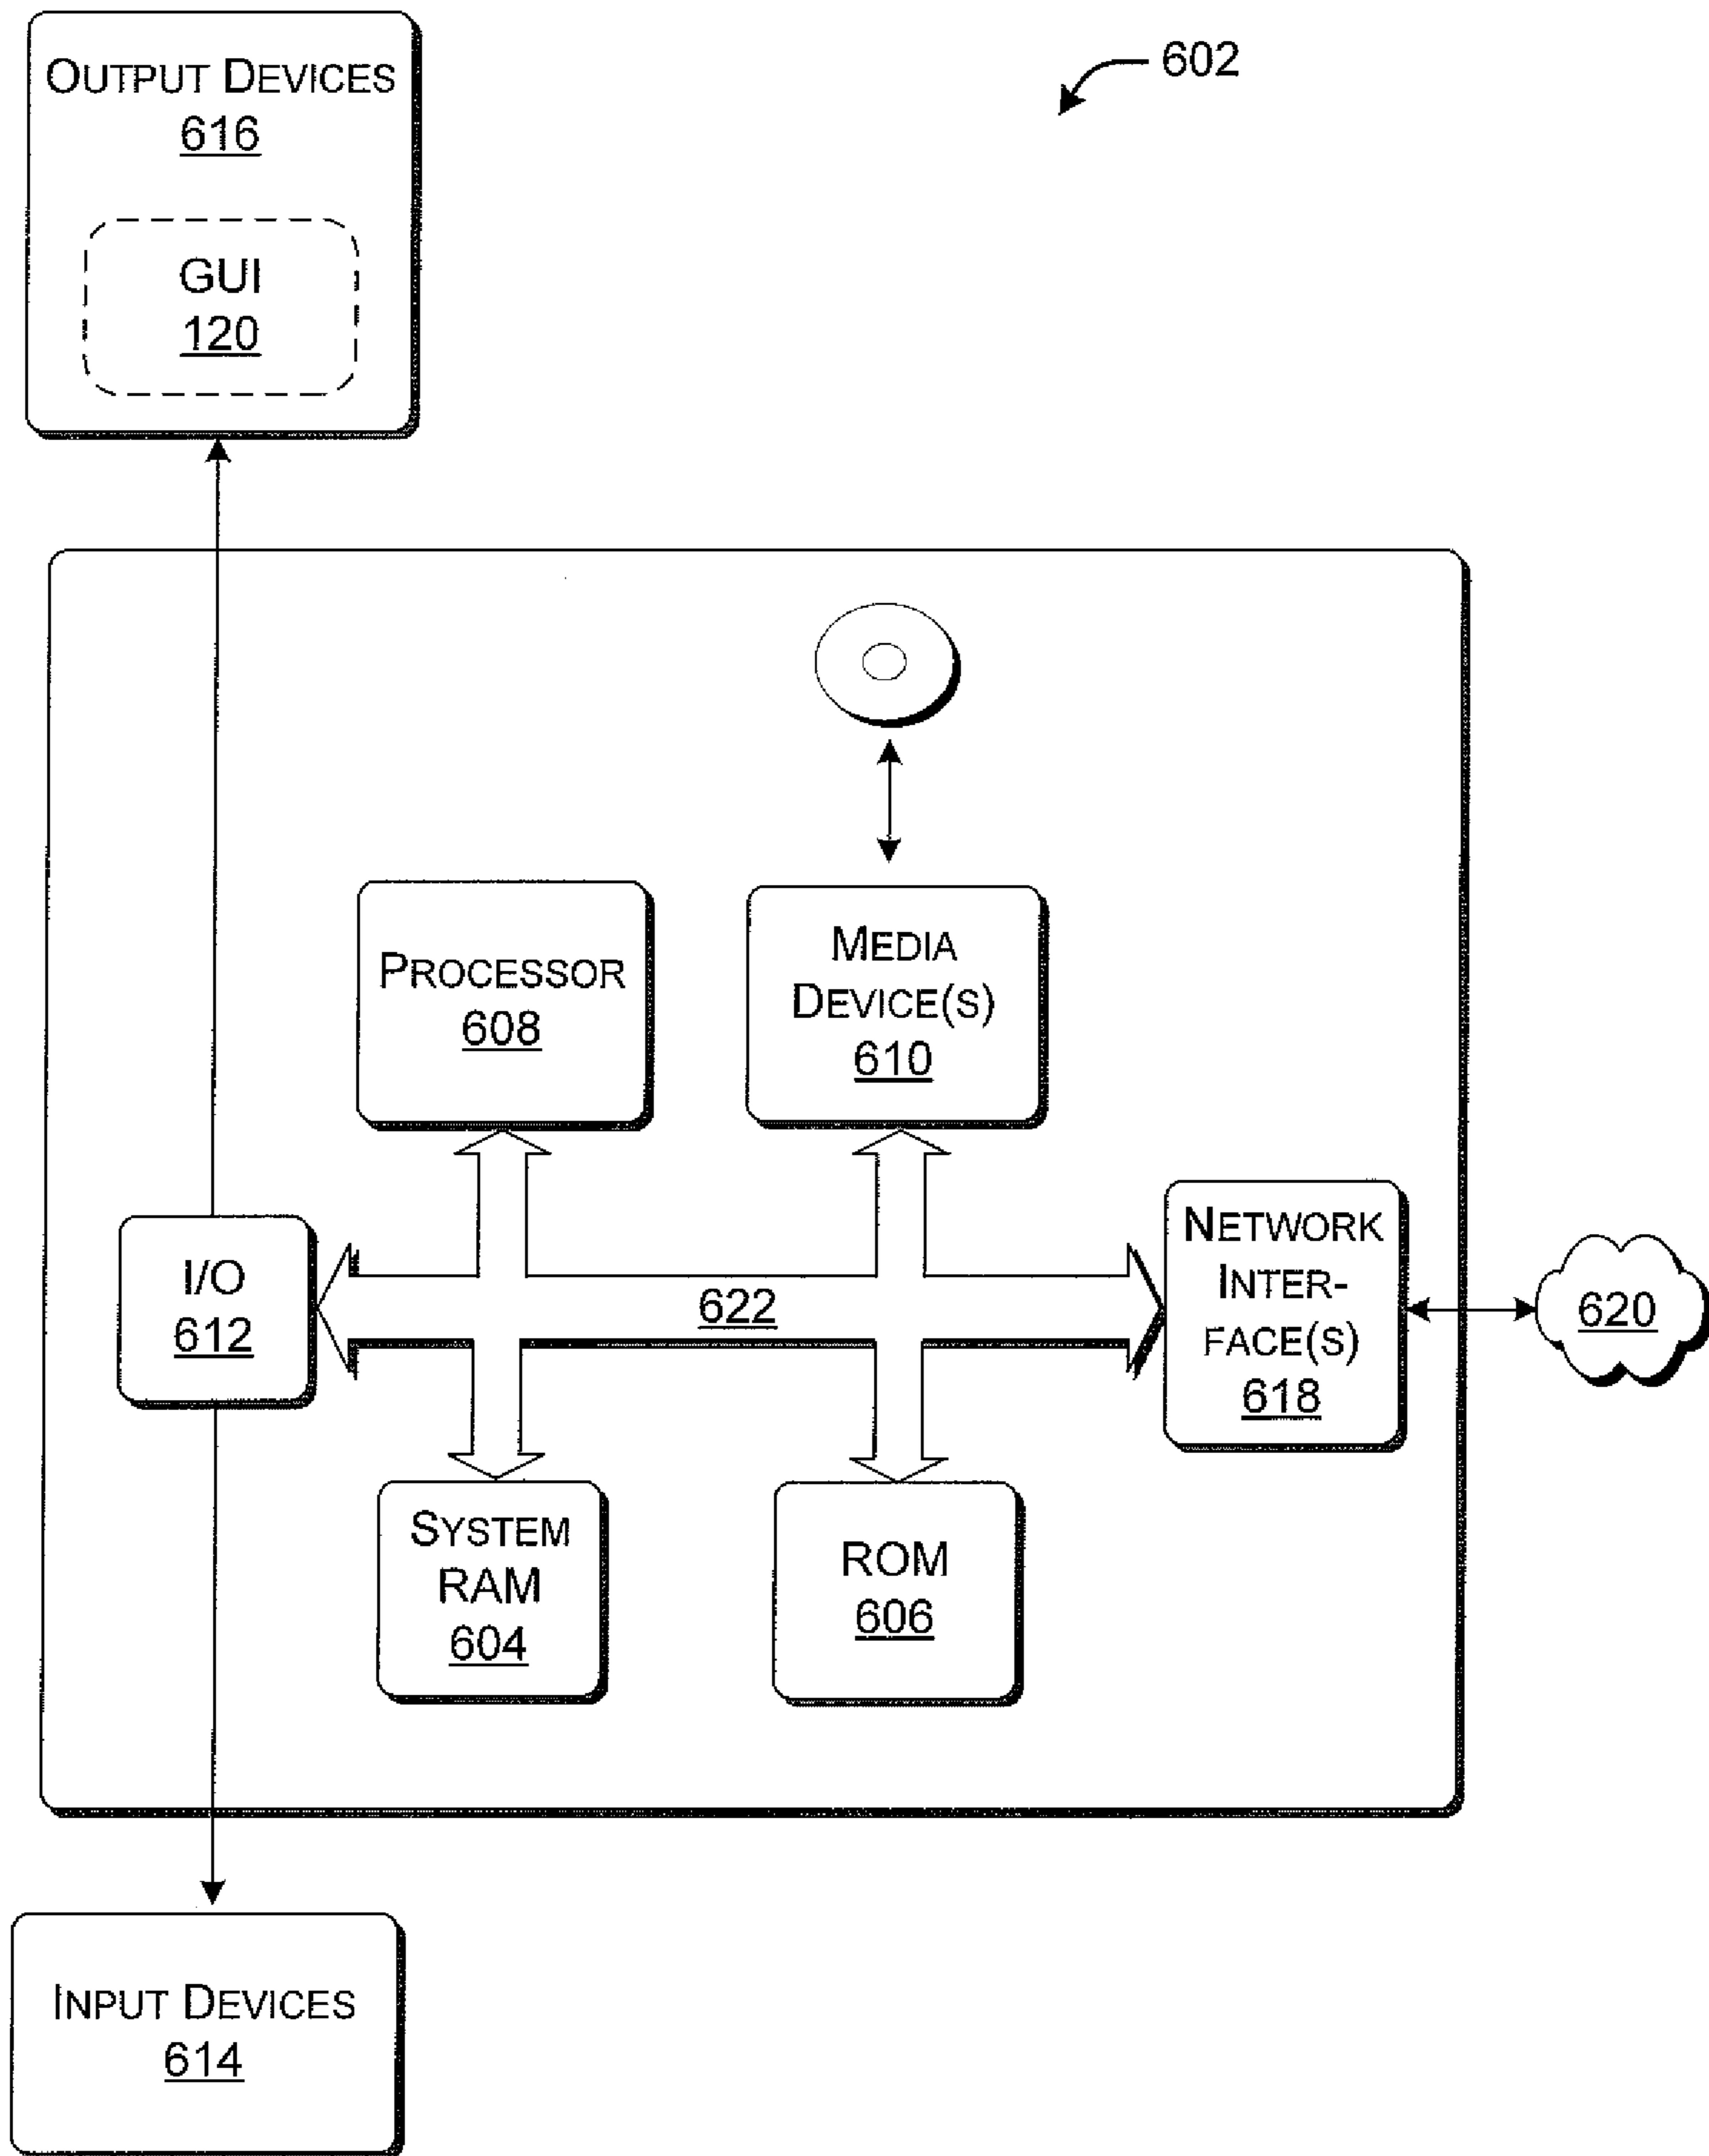 602
OUTPUT DEVICES
616
GUI
120
PROCESSOR
608
MEDIA
DEVICE(S)
610
I/O
612
622
NETWORK
INTER-
FACE(S)
618
620
SYSTEM
RAM
604
ROM
606
INPUT DEVICES
614